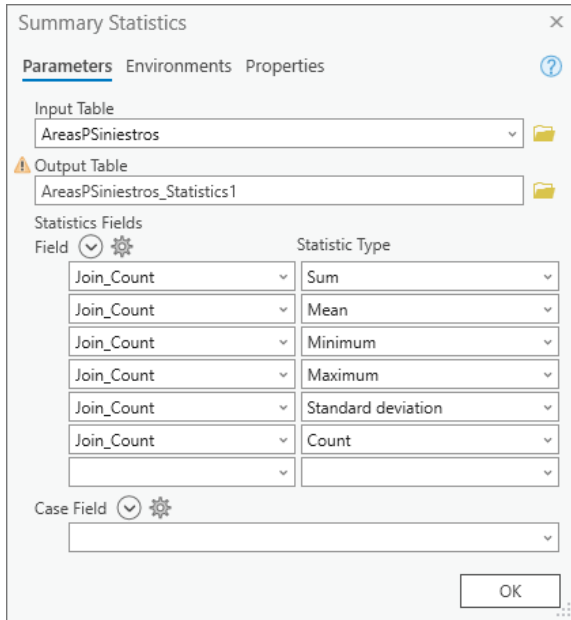 Summary Statistics
Parameters Environments Properties
Input Table
AreasPSiniestros
Output Table
AreasPSiniestros_Statistics1
Statistics Fields
Field Statistic Type
Join_Count Sum
Join_Count Mean
Join_Count Minimum
Join_Count Maximum
Join_Count Standard deviation
Join_Count Count
Case Field
OK